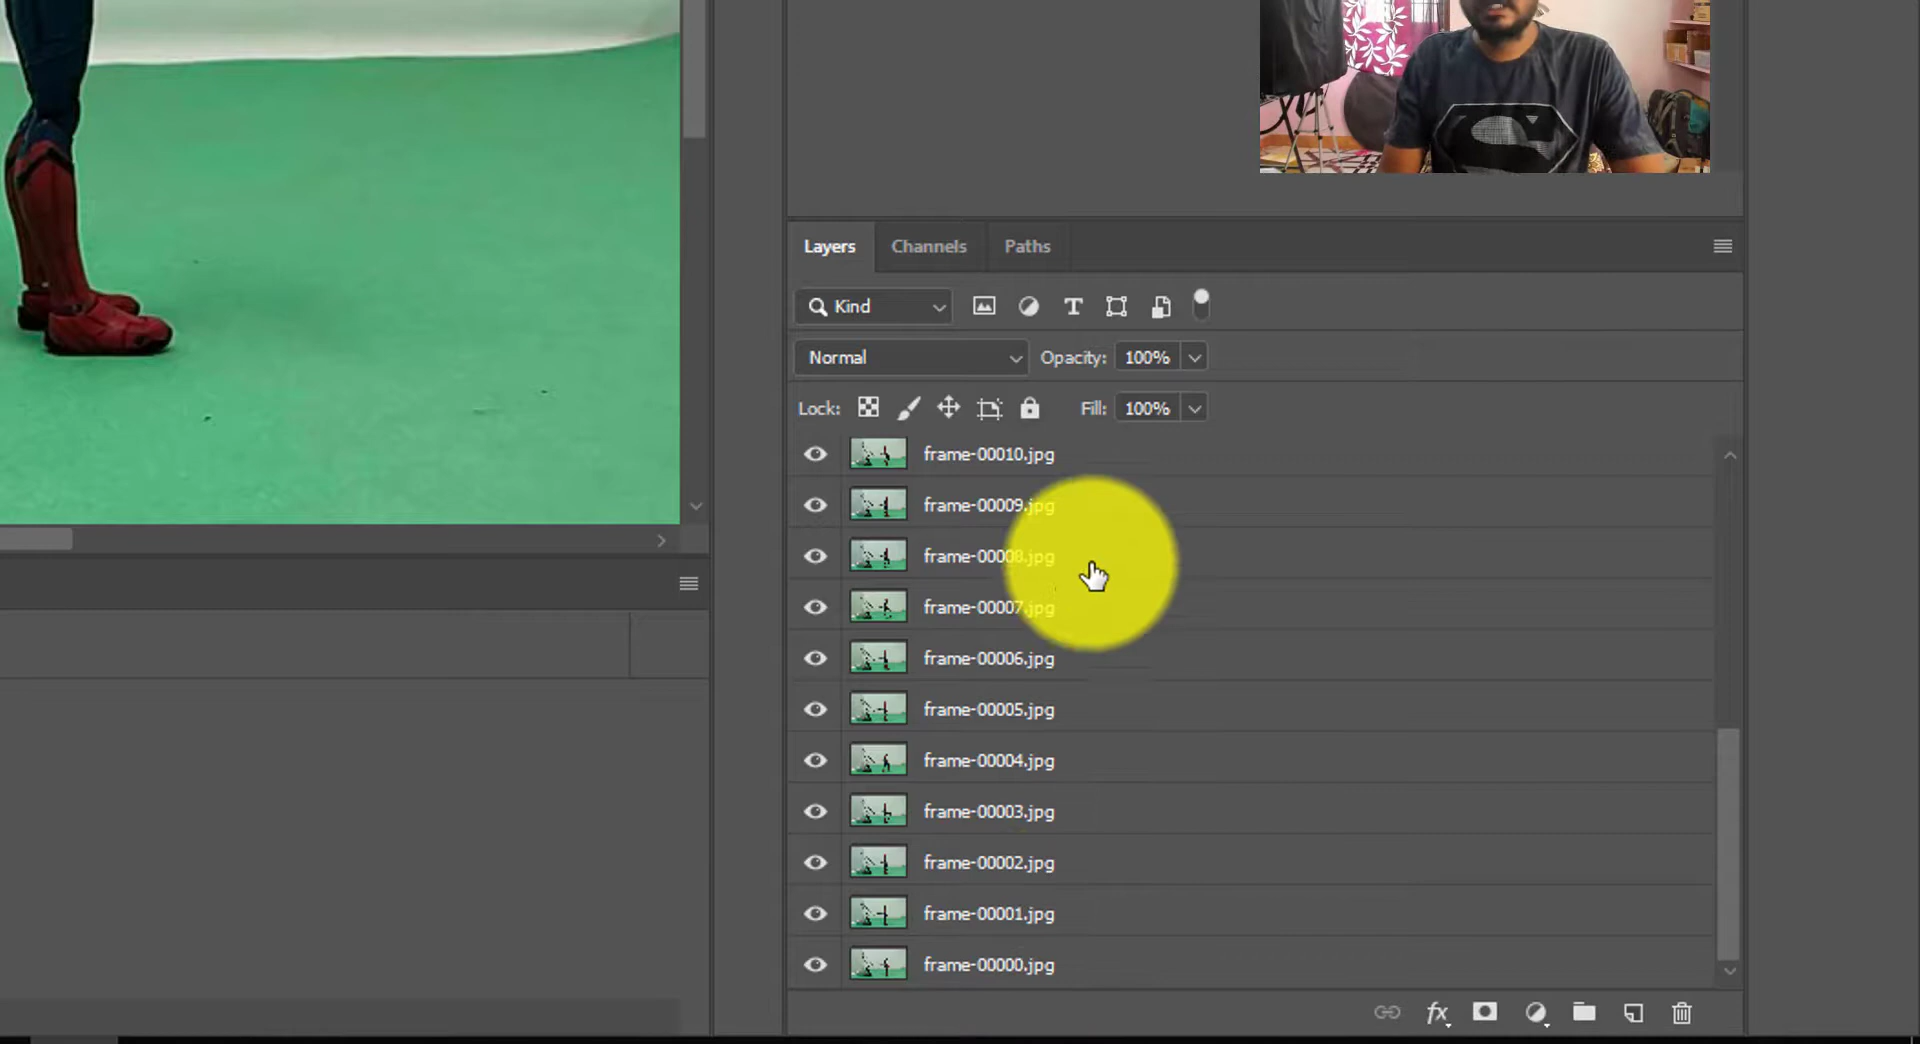 Layers Channels Paths
Kind
Normal Opacity: 100%
Lock: Fill: 100%
frame-00010.jpg
frame-00009.jpg
frame-00008.jpg
frame-00007.jpg
frame-00006.jpg
frame-00005.jpg
frame-00004.jpg
frame-00003.jpg
frame-00002.jpg
frame-00001.jpg
frame-00000.jpg
fx